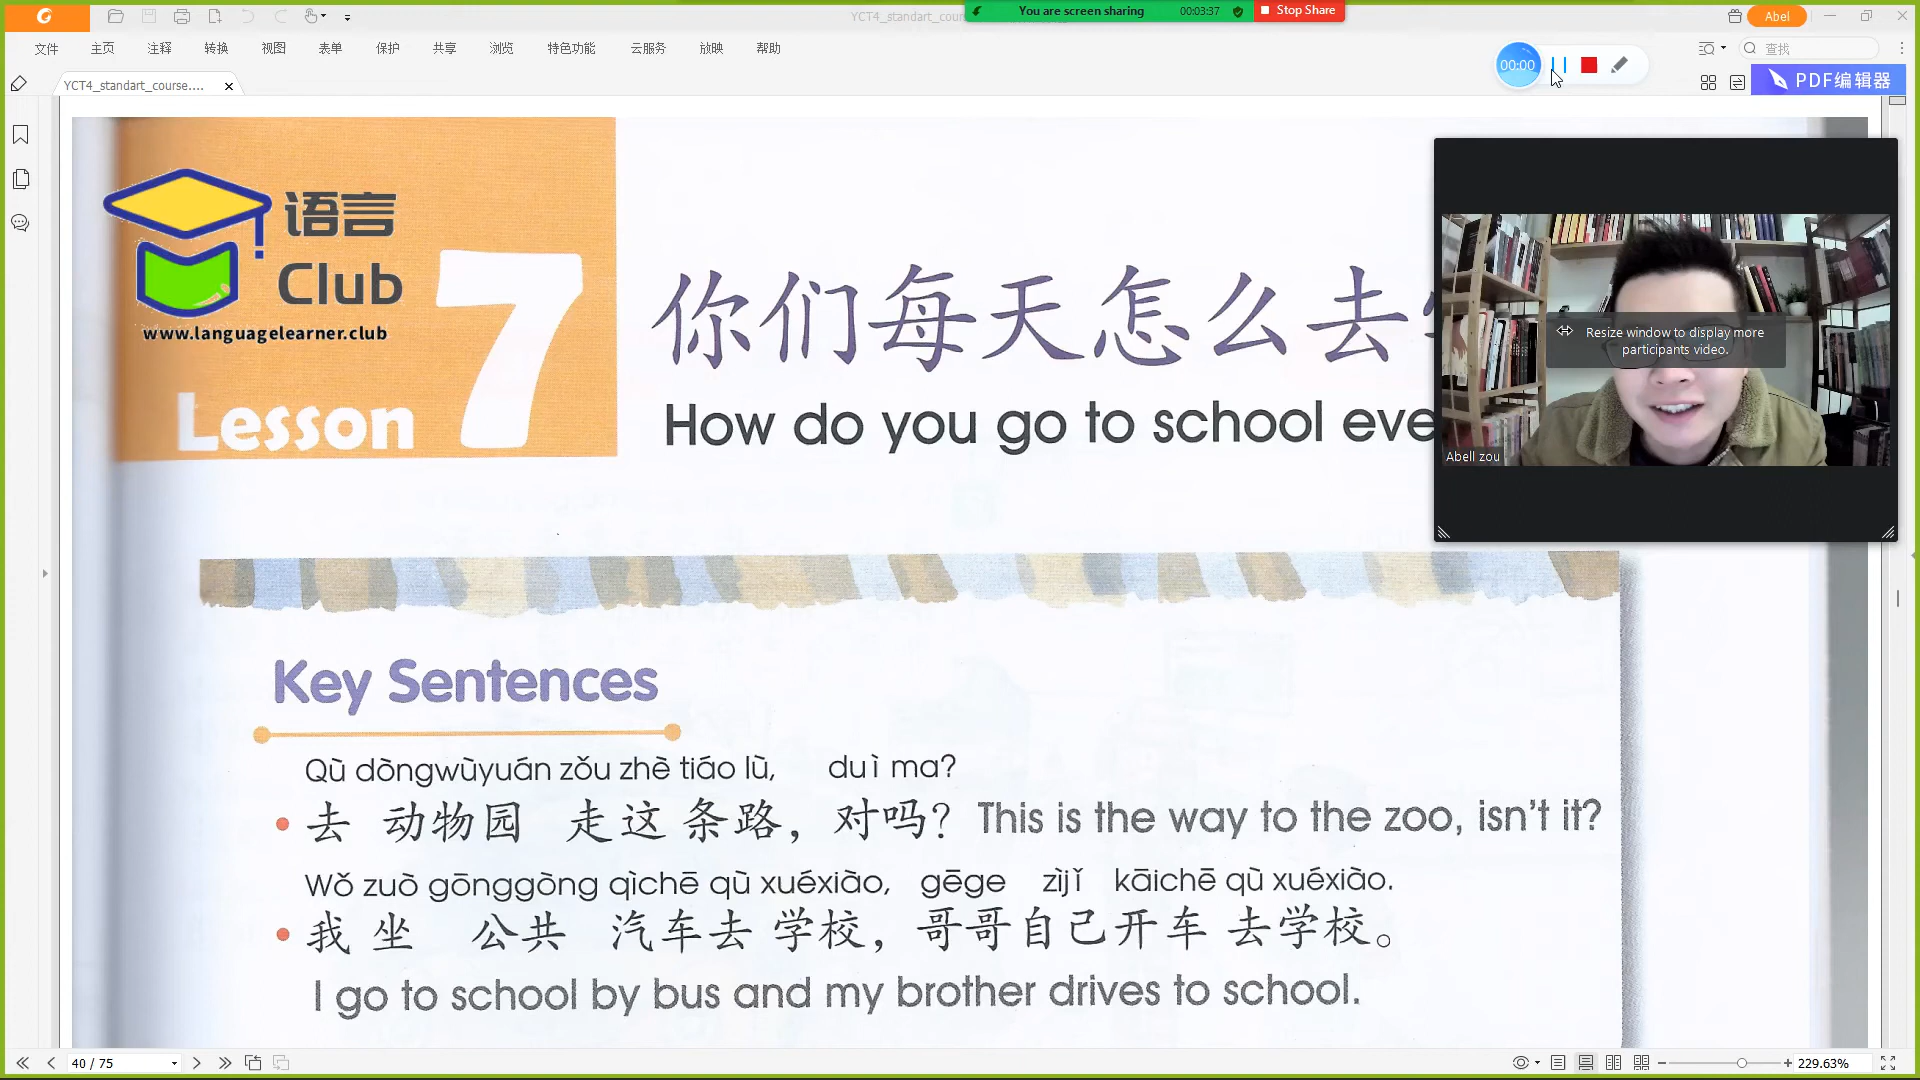 YCT4_standart_cour
You are screen sharing
00:03:37
Stop Share
Abel
文件 主页 注释 转换 视图 表单 保护 共享 浏览 特色功能 云服务 放映 帮助
00:00
查找
YCT4_standart_course....
PDF编辑器
语言
Club
www.languagelearner.club
Lesson 7
你们每天怎么去
How do you go to school eve
Resize window to display more
participants video.
Abell zou
Key Sentences
Qù dòngwùyuán zǒu zhè tiáo lù, duì ma?
去 动物园 走这条路，对吗？ This is the way to the zoo, isn't it?
Wǒ zuò gōnggòng qìchē qù xuéxiào, gēge zìjǐ kāichē qù xuéxiào.
我 坐 公共 汽车去 学校，哥哥自己开车 去学校。
I go to school by bus and my brother drives to school.
40 / 75
229.63%